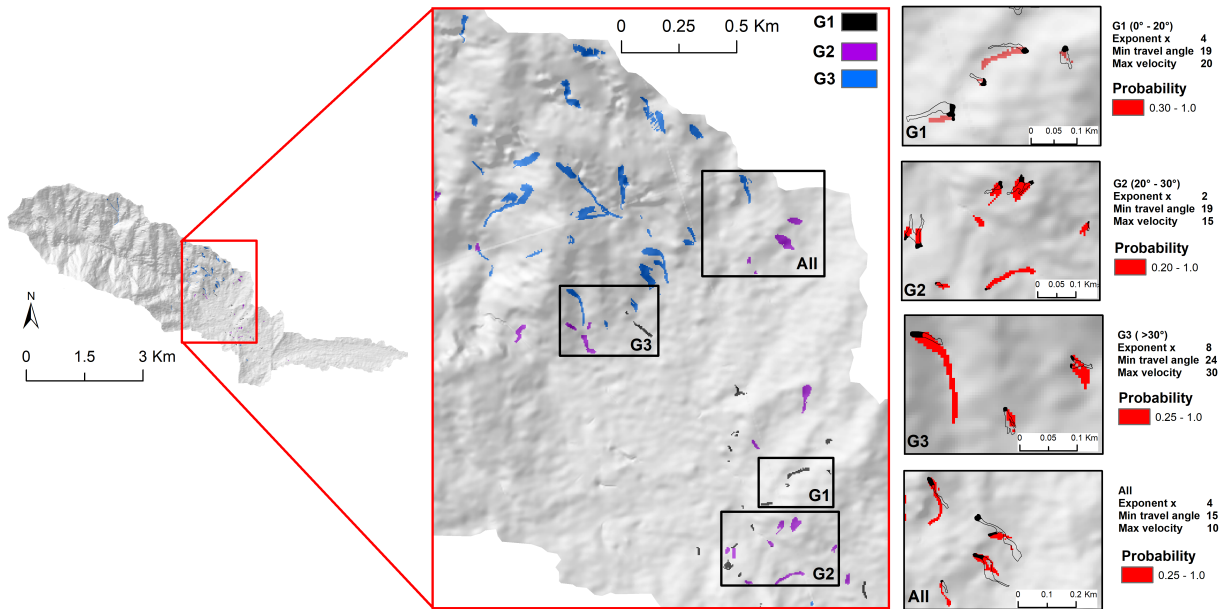 N
0 1.5 3 Km
0 0.25 0.5 Km
G1
G2
G3
All
G3
G1
G2
G1
0 0.05 0.1 Km
G1 (0° - 20°)
Exponent x 4
Min travel angle 19
Max velocity 20
Probability
0.30 - 1.0
G2
0 0.05 0.1 Km
G2 (20° - 30°)
Exponent x 2
Min travel angle 19
Max velocity 15
Probability
0.20 - 1.0
G3
0 0.05 0.1 Km
G3 ( >30°)
Exponent x 8
Min travel angle 24
Max velocity 30
Probability
0.25 - 1.0
All
0 0.1 0.2 Km
All
Exponent x 4
Min travel angle 15
Max velocity 10
Probability
0.25 - 1.0